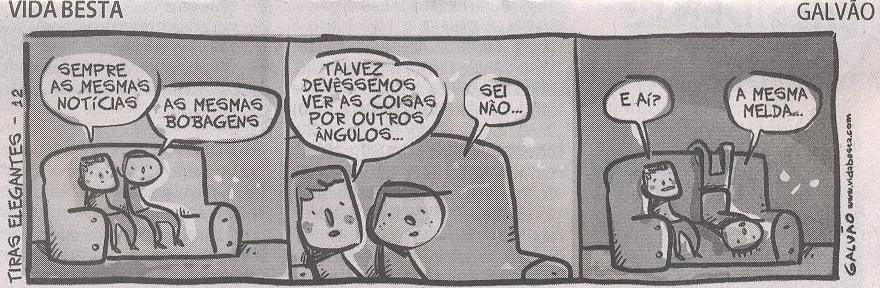 VIDA BESTA
GALVÃO
TIRAS ELEGANTES - 12
SEMPRE
AS MESMAS
NOTÍCIAS
AS MESMAS
BOBAGENS
TALVEZ
DEVÊSSEMOS
VER AS COISAS
POR OUTROS
ÂNGULOS...
SEI
NÃO...
E AÍ?
A MESMA
MELDA...
GALVÃO www.vidabesta.com